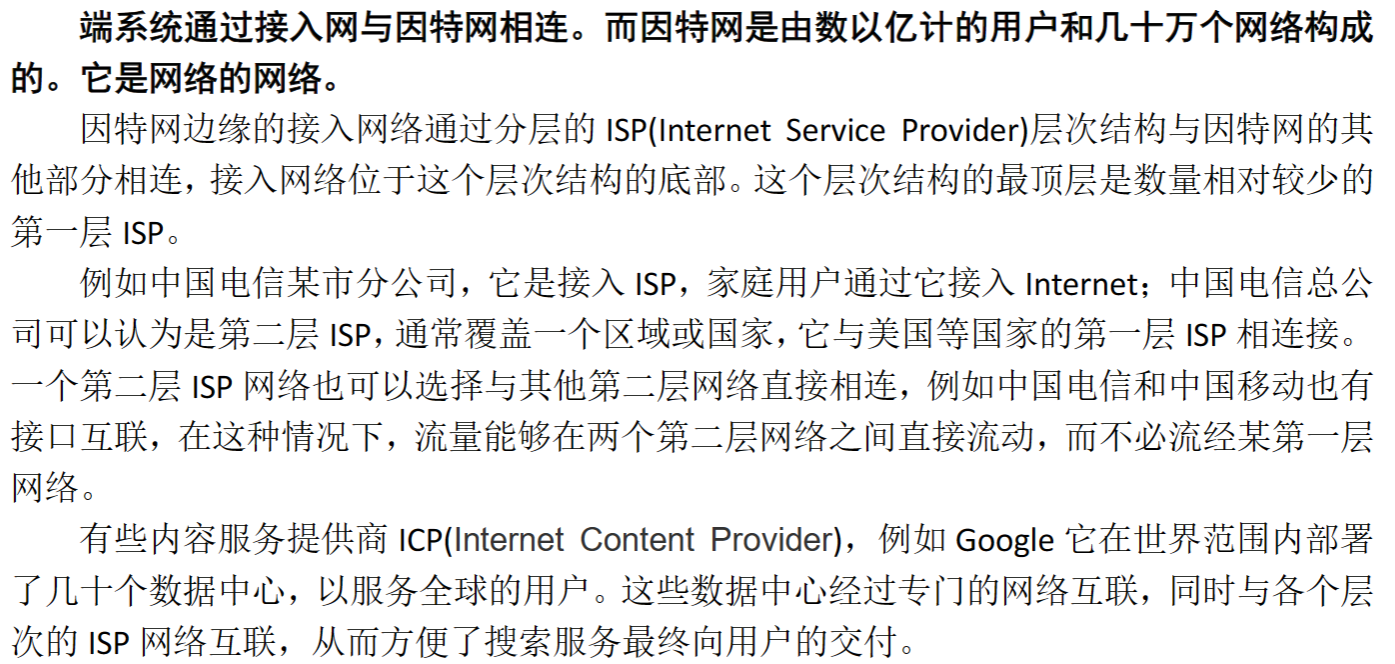 端系统通过接入网与因特网相连。而因特网是由数以亿计的用户和几十万个网络构成
的。它是网络的网络。
因特网边缘的接入网络通过分层的 ISP(Internet Service Provider)层次结构与因特网的其
他部分相连，接入网络位于这个层次结构的底部。这个层次结构的最顶层是数量相对较少的
第一层 ISP。
例如中国电信某市分公司，它是接入 ISP，家庭用户通过它接入 Internet；中国电信总公
司可以认为是第二层 ISP，通常覆盖一个区域或国家，它与美国等国家的第一层 ISP 相连接。
一个第二层 ISP 网络也可以选择与其他第二层网络直接相连，例如中国电信和中国移动也有
接口互联，在这种情况下，流量能够在两个第二层网络之间直接流动，而不必流经某第一层
网络。
有些内容服务提供商 ICP(Internet Content Provider)，例如 Google 它在世界范围内部署
了几十个数据中心，以服务全球的用户。这些数据中心经过专门的网络互联，同时与各个层
次的 ISP 网络互联，从而方便了搜索服务最终向用户的交付。